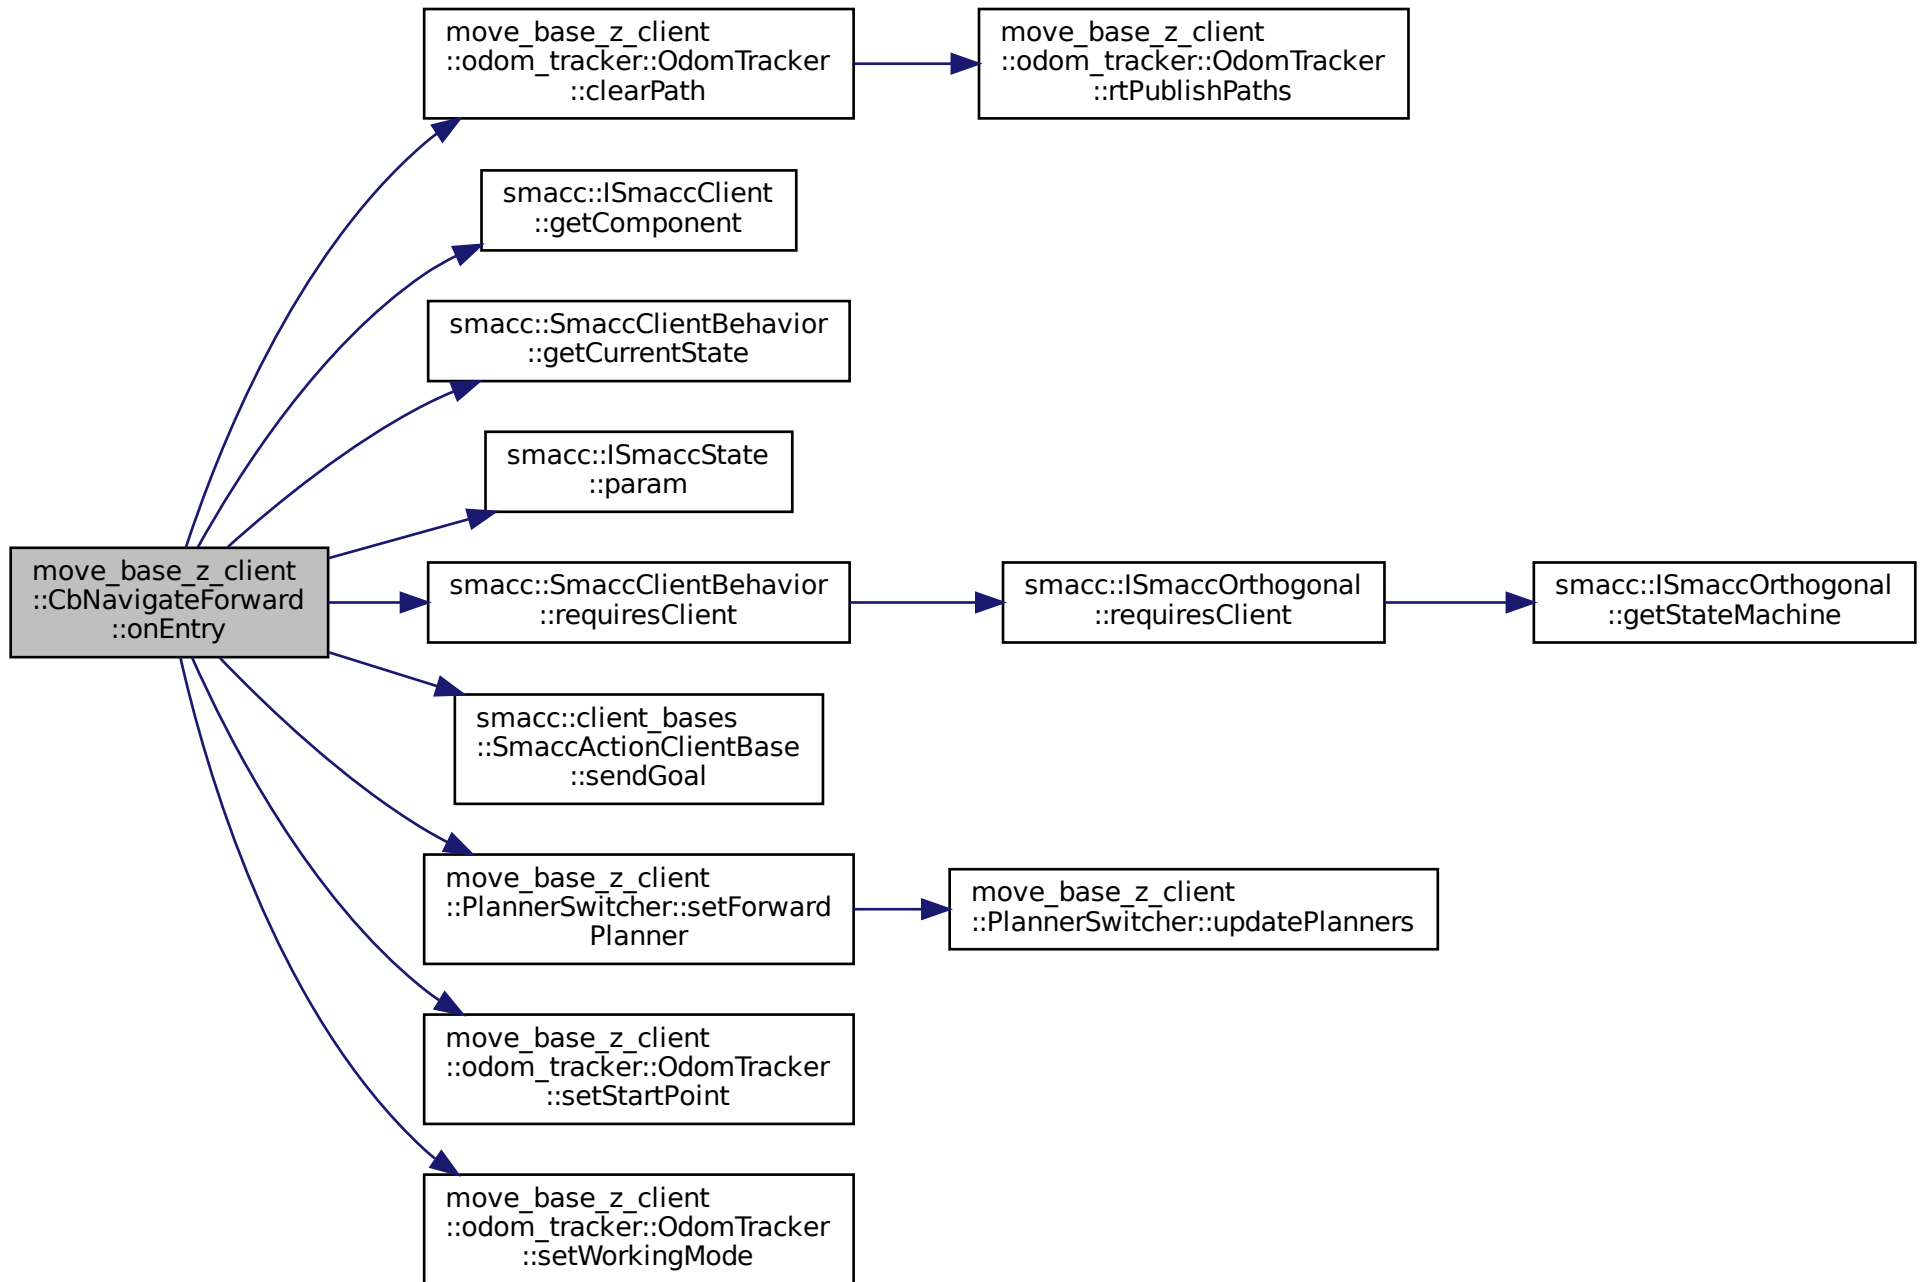 move_base_z_client
::odom_tracker::OdomTracker
::clearPath
move_base_z_client
::odom_tracker::OdomTracker
::rtPublishPaths
smacc::ISmaccClient
::getComponent
smacc::SmaccClientBehavior
::getCurrentState
smacc::ISmaccState
::param
move_base_z_client
::CbNavigateForward
::onEntry
smacc::SmaccClientBehavior
::requiresClient
smacc::ISmaccOrthogonal
::requiresClient
smacc::ISmaccOrthogonal
::getStateMachine
smacc::client_bases
::SmaccActionClientBase
::sendGoal
move_base_z_client
::PlannerSwitcher::setForward
Planner
move_base_z_client
::PlannerSwitcher::updatePlanners
move_base_z_client
::odom_tracker::OdomTracker
::setStartPoint
move_base_z_client
::odom_tracker::OdomTracker
::setWorkingMode